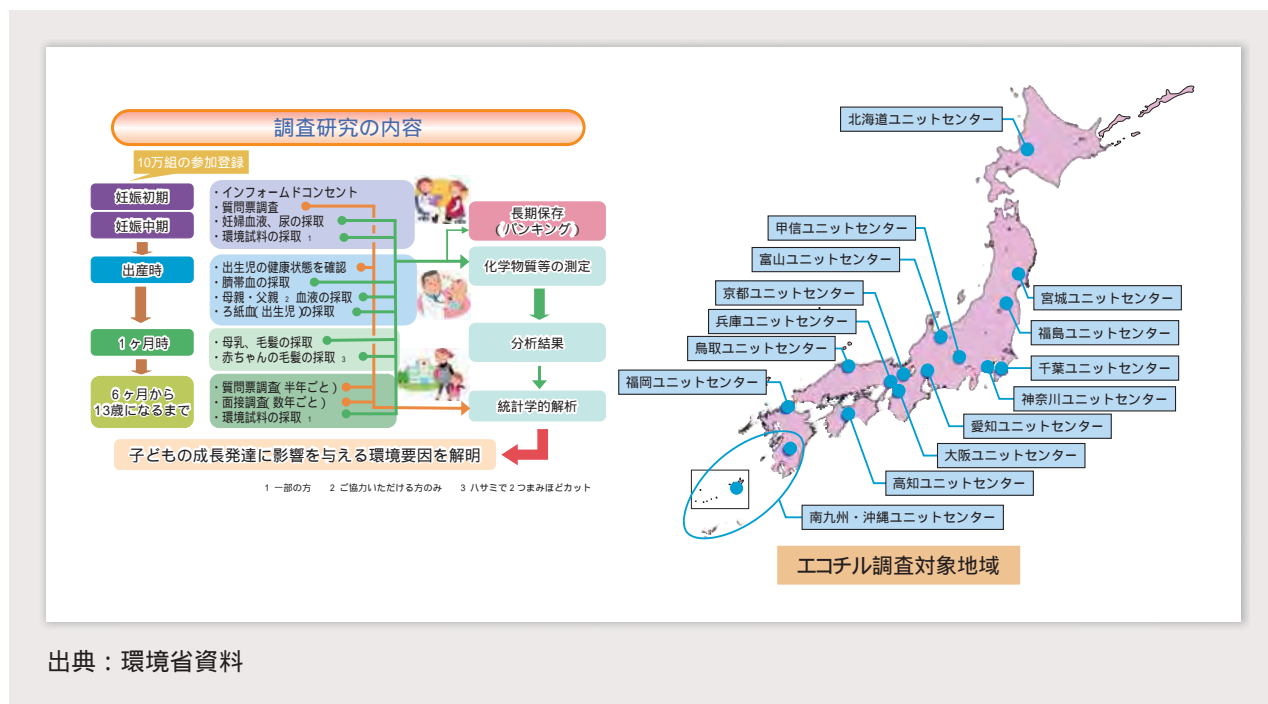 調査研究の内容
10万組の参加登録
妊娠初期
妊娠中期
出産時
1ヶ月時
6ヶ月から
13歳になるまで
・インフォームドコンセント
・質問票調査
・妊婦血液、尿の採取
・環境試料の採取 1
・出生児の健康状態を確認
・臍帯血の採取
・母親・父親 2 血液の採取
・ろ紙血(出生児)の採取
・母乳、毛髪の採取
・赤ちゃんの毛髪の採取 3
・質問票調査(半年ごと)
・面接調査(数年ごと)
・環境試料の採取 1
長期保存
(バンキング)
化学物質等の測定
分析結果
統計学的解析
子どもの成長発達に影響を与える環境要因を解明
1 一部の方 2 ご協力いただける方のみ 3 ハサミで2つまみほどカット
北海道ユニットセンター
甲信ユニットセンター
富山ユニットセンター
京都ユニットセンター
兵庫ユニットセンター
鳥取ユニットセンター
福岡ユニットセンター
宮城ユニットセンター
福島ユニットセンター
千葉ユニットセンター
神奈川ユニットセンター
愛知ユニットセンター
大阪ユニットセンター
高知ユニットセンター
南九州・沖縄ユニットセンター
エコチル調査対象地域
出典：環境省資料